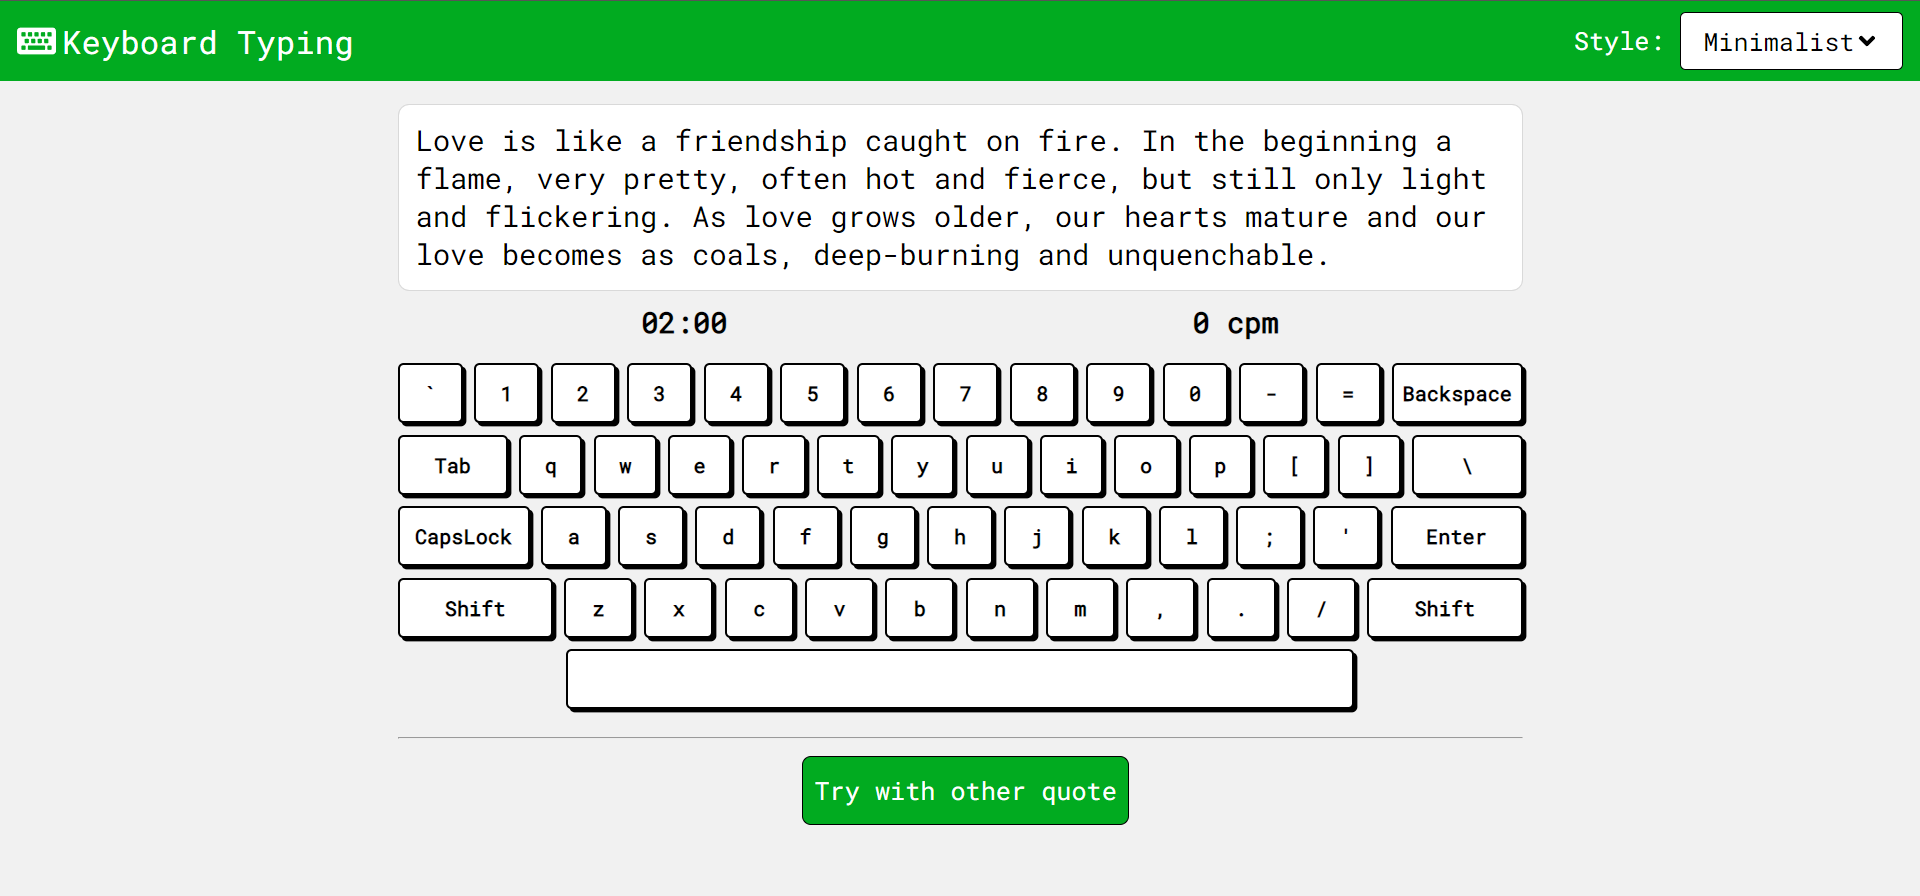 Keyboard Typing
Style: Minimalist
Love is like a friendship caught on fire. In the beginning a
flame, very pretty, often hot and fierce, but still only light
and flickering. As love grows older, our hearts mature and our
love becomes as coals, deep-burning and unquenchable.
02:00 0 cpm
` 1 2 3 4 5 6 7 8 9 0 - = Backspace
Tab q w e r t y u i o p [ ] \
CapsLock a s d f g h j k l ; ' Enter
Shift z x c v b n m , . / Shift
Try with other quote